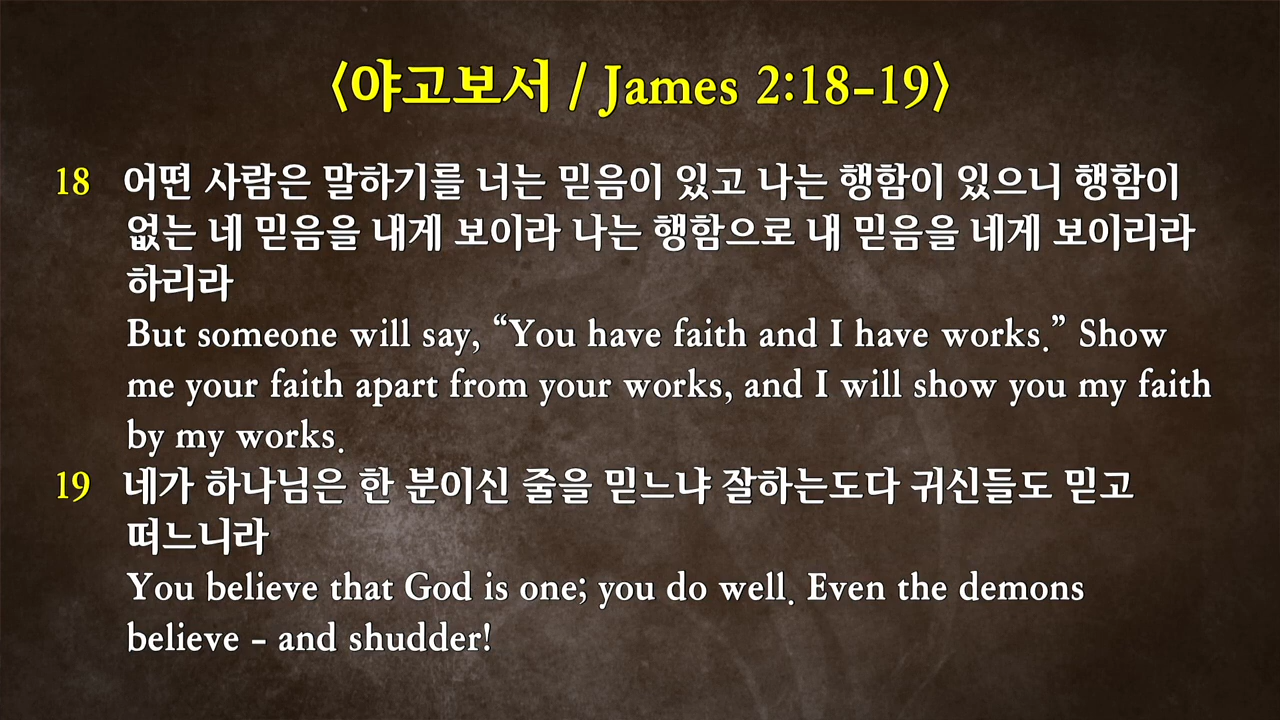 〈야고보서 / James 2:18-19〉
18 어떤 사람은 말하기를 너는 믿음이 있고 나는 행함이 있으니 행함이
없는 네 믿음을 내게 보이라 나는 행함으로 내 믿음을 네게 보이리라
하리라
But someone will say, “You have faith and I have works.” Show
me your faith apart from your works, and I will show you my faith
by my works.
19 네가 하나님은 한 분이신 줄을 믿느냐 잘하는도다 귀신들도 믿고
떠느니라
You believe that God is one; you do well. Even the demons
believe - and shudder!